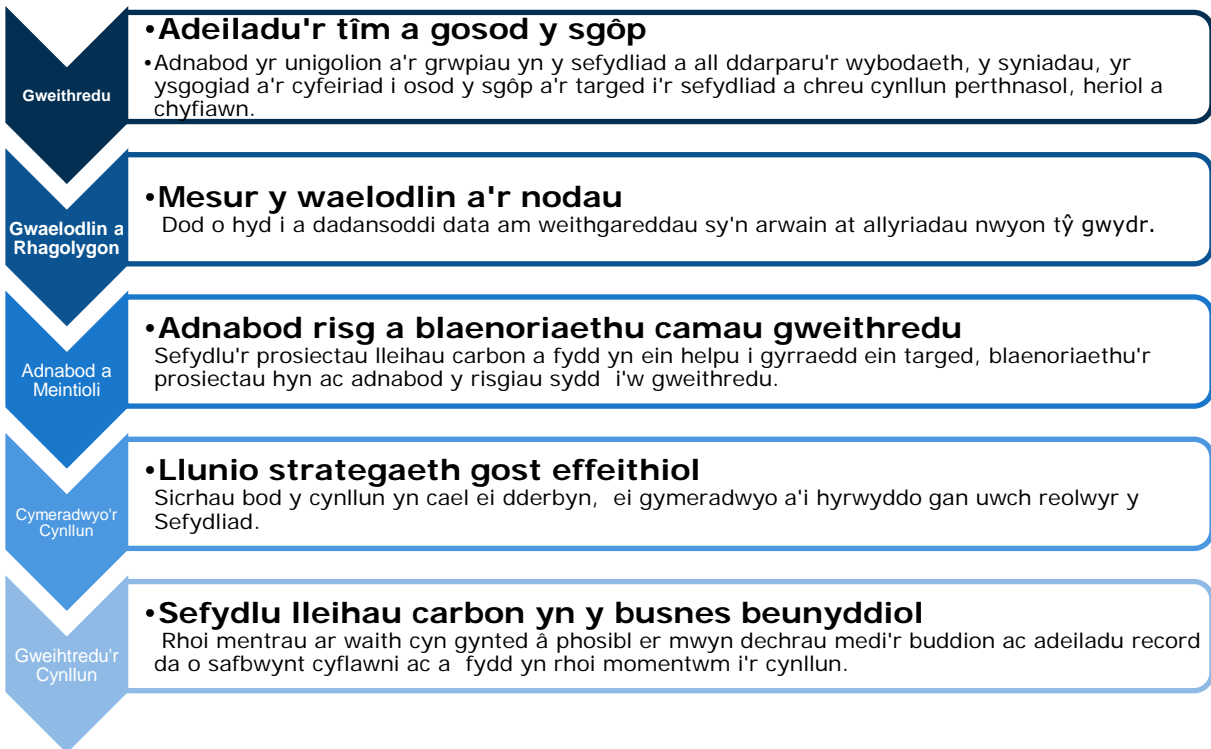 Gweithredu
•Adeiladu'r tîm a gosod y sgôp
•Adnabod yr unigolion a'r grwpiau yn y sefydliad a all ddarparu'r wybodaeth, y syniadau, yr
ysgogiad a'r cyfeiriad i osod y sgôp a'r targed i'r sefydliad a chreu cynllun perthnasol, heriol a
chyfiawn.
Gwaelodlin a
Rhagolygon
•Mesur y waelodlin a'r nodau
Dod o hyd i a dadansoddi data am weithgareddau sy'n arwain at allyriadau nwyon tŷ gwydr.
Adnabod a
Meintioli
•Adnabod risg a blaenoriaethu camau gweithredu
Sefydlu'r prosiectau lleihau carbon a fydd yn ein helpu i gyrraedd ein targed, blaenoriaethu'r
prosiectau hyn ac adnabod y risgiau sydd i'w gweithredu.
Cymeradwyo'r
Cynllun
•Llunio strategaeth gost effeithiol
Sicrhau bod y cynllun yn cael ei dderbyn, ei gymeradwyo a'i hyrwyddo gan uwch reolwyr y
Sefydliad.
Gweihtredu'r
Cynllun
•Sefydlu lleihau carbon yn y busnes beunyddiol
Rhoi mentrau ar waith cyn gynted â phosibl er mwyn dechrau medi'r buddion ac adeiladu record
da o safbwynt cyflawni ac a fydd yn rhoi momentwm i'r cynllun.